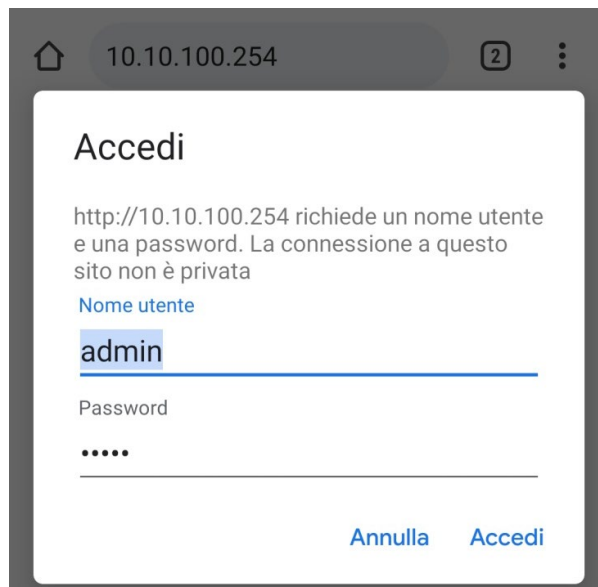 10.10.100.254
2
Accedi
http://10.10.100.254 richiede un nome utente
e una password. La connessione a questo
sito non è privata
Nome utente
admin
Password
•••••
Annulla Accedi